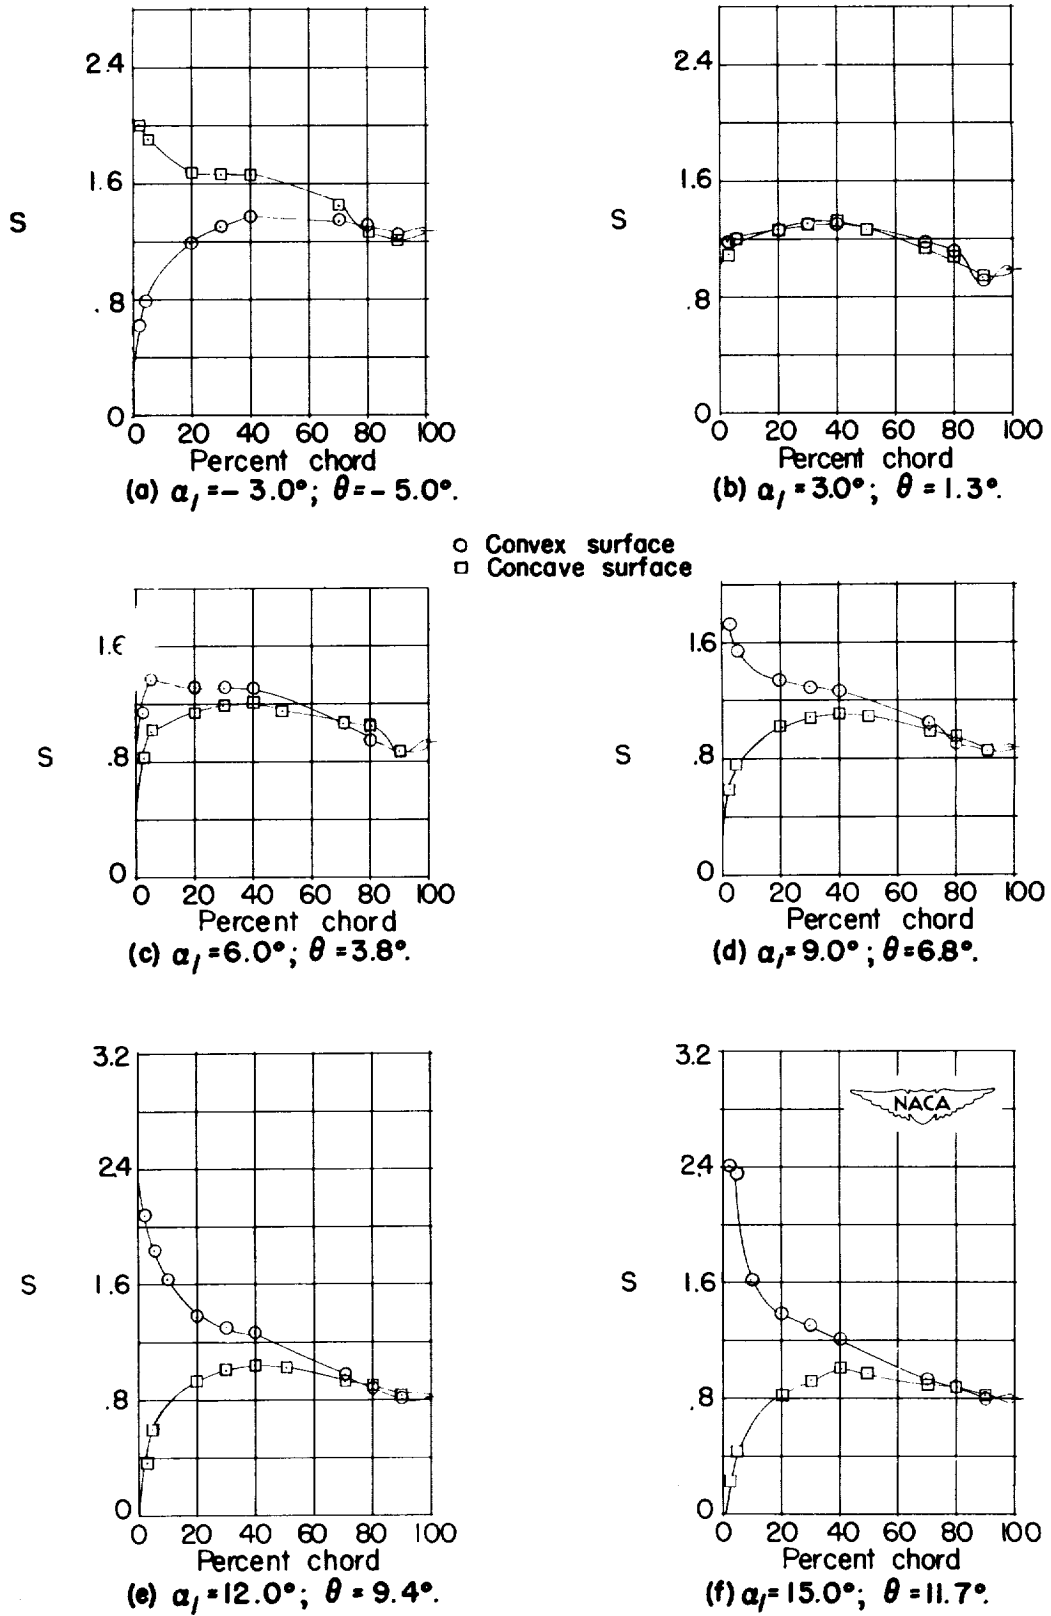 2.4
1.6
S
.8
0
0 20 40 60 80 100
Percent chord
(a) α₁ = - 3.0°; θ = - 5.0°.
2.4
1.6
S
.8
0
0 20 40 60 80 100
Percent chord
(b) α₁ = 3.0°; θ = 1.3°.
○ Convex surface
□ Concave surface
1.6
S
.8
0
0 20 40 60 80 100
Percent chord
(c) α₁ = 6.0°; θ = 3.8°.
1.6
S
.8
0
0 20 40 60 80 100
Percent chord
(d) α₁ = 9.0°; θ = 6.8°.
3.2
2.4
1.6
S
.8
0
0 20 40 60 80 100
Percent chord
(e) α₁ = 12.0°; θ = 9.4°.
3.2
NACA
2.4
1.6
S
.8
0
0 20 40 60 80 100
Percent chord
(f) α₁ = 15.0°; θ = 11.7°.